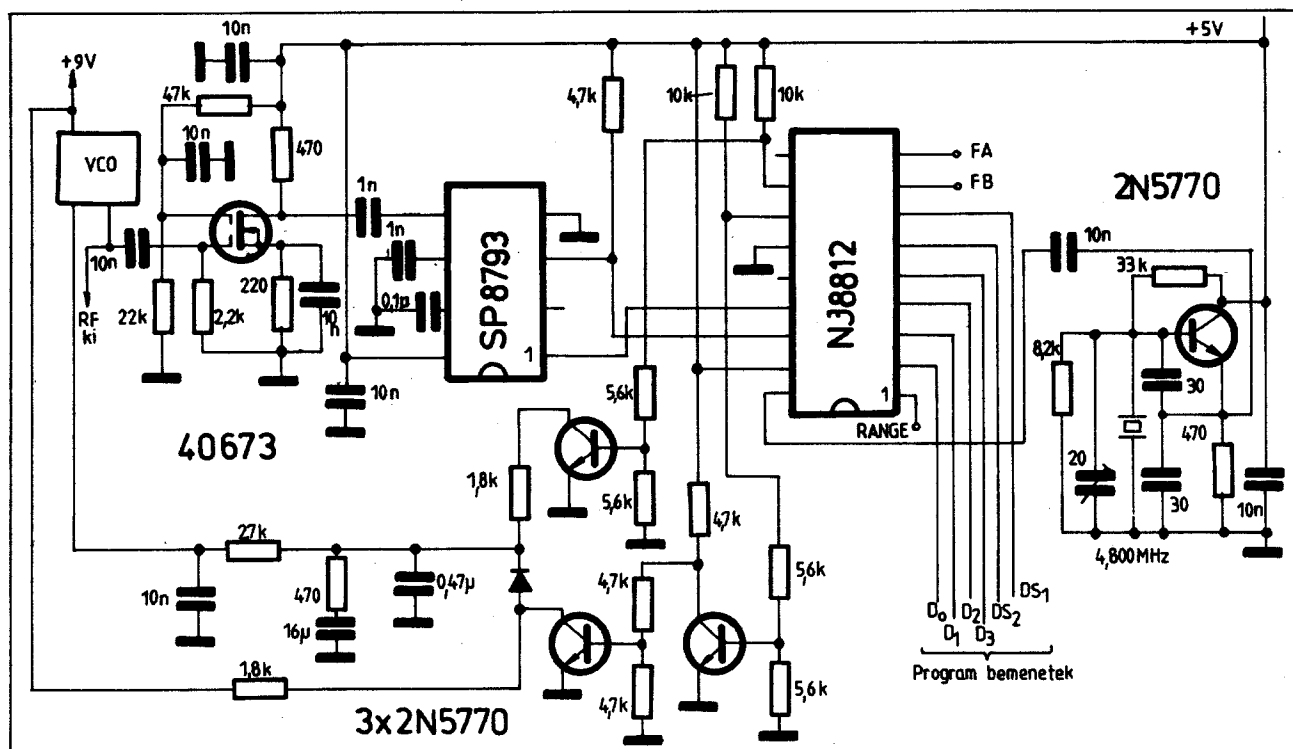 10n
+5V
+9V
47k
4,7k
10k
10k
10n
470
FA
VCO
FB
2N5770
1n
10n
1n
10n
33k
220
0,1µ
SP8793
NJ8812
RF
ki
22k
2,2k
10n
8,2k
1
30
1
10n
5,6k
RANGE
470
40673
20
1,8k
5,6k
4,7k
30
10n
27k
4,800MHz
0,47µ
4,7k
5,6k
10n
470
D0
D2
DS2
DS1
16µ
D1
D3
1,8k
Program bemenetek
4,7k
5,6k
3x2N5770